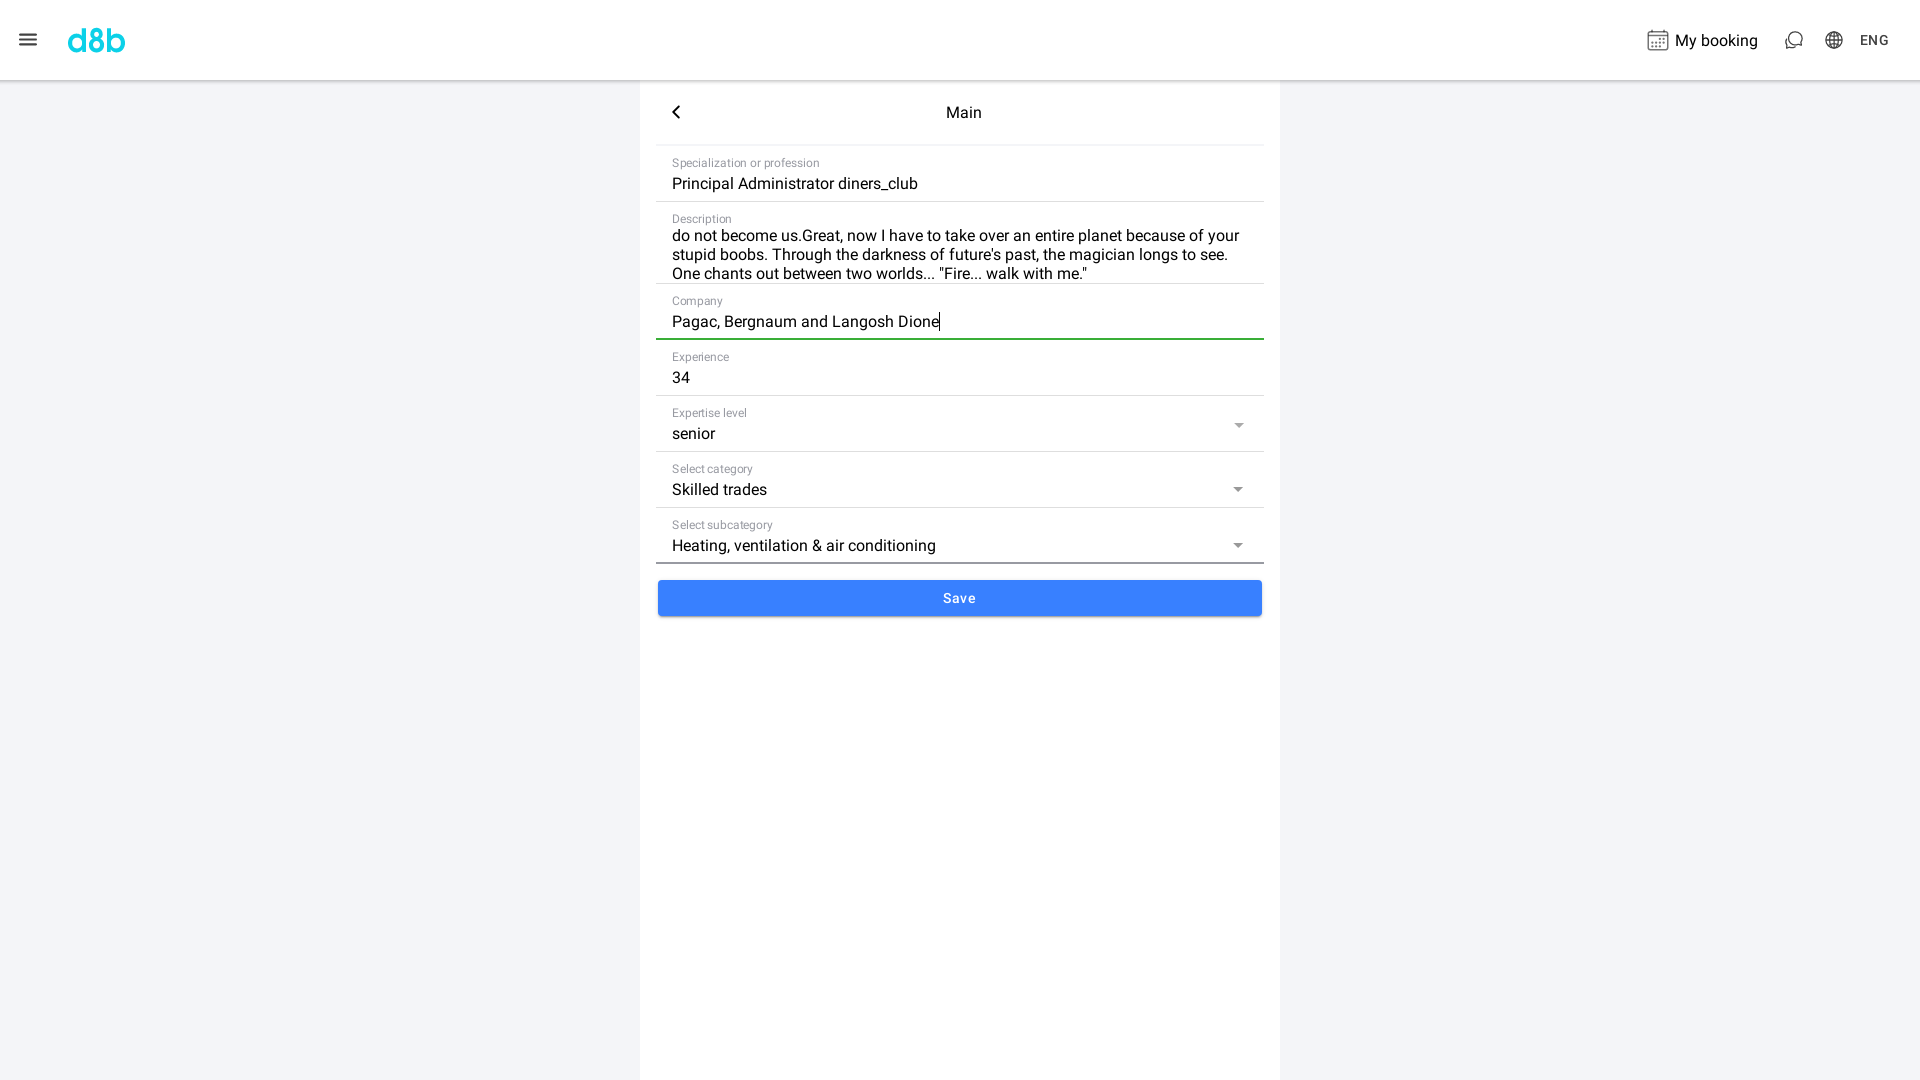 d8b
My booking
ENG
Main
Specialization or profession
Principal Administrator diners_club
Description
do not become us.Great, now I have to take over an entire planet because of your
stupid boobs. Through the darkness of future's past, the magician longs to see.
One chants out between two worlds... "Fire... walk with me."
Company
Pagac, Bergnaum and Langosh Dione
Experience
34
Expertise level
senior
Select category
Skilled trades
Select subcategory
Heating, ventilation & air conditioning
Save